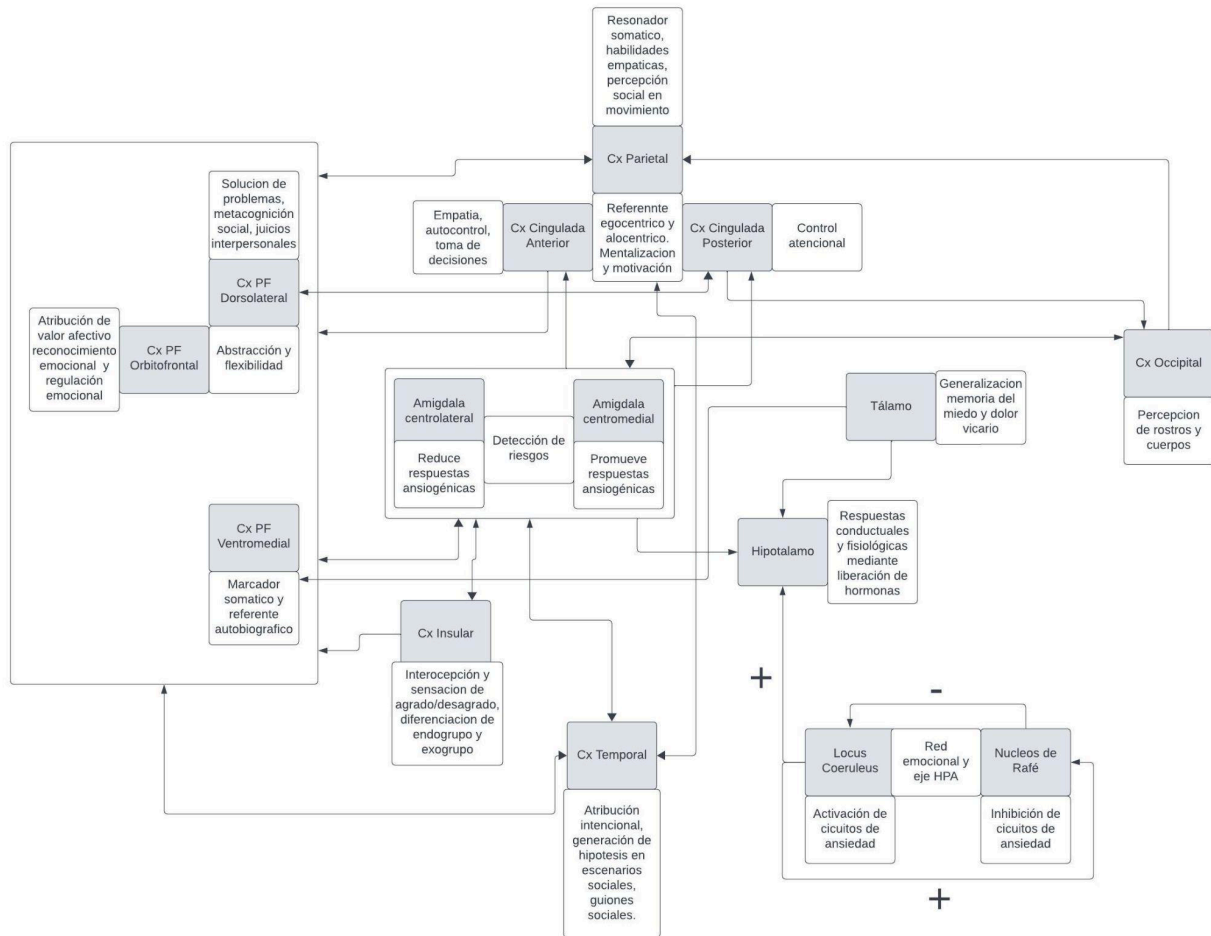 Resonador
somatico,
habilidades
empaticas,
percepción
social en
movimiento
Cx Parietal
Referennte
egocentrico y
alocentrico.
Mentalizacion
y motivación
Empatia,
autocontrol,
toma de
decisiones
Cx Cingulada
Anterior
Cx Cingulada
Posterior
Control
atencional
Solucion de
problemas,
metacognición
social, juicios
interpersonales
Cx PF
Dorsolateral
Abstracción y
flexibilidad
Atribución de
valor afectivo
reconocimiento
emocional y
regulación
emocional
Cx PF
Orbitofrontal
Amigdala
centrolateral
Reduce
respuestas
ansiogénicas
Detección de
riesgos
Amigdala
centromedial
Promueve
respuestas
ansiogénicas
Tálamo
Generalizacion
memoria del
miedo y dolor
vicario
Cx Occipital
Percepcion
de rostros y
cuerpos
Cx PF
Ventromedial
Marcador
somatico y
referente
autobiografico
Hipotalamo
Respuestas
conductuales
y fisiológicas
mediante
liberación de
hormonas
Cx Insular
Interocepción y
sensacion de
agrado/desagrado,
diferenciacion de
endogrupo y
exogrupo
Cx Temporal
Atribución
intencional,
generación de
hipotesis en
escenarios
sociales,
guiones
sociales.
+
-
Locus
Coeruleus
Activación de
cicuitos de
ansiedad
Red
emocional y
eje HPA
Nucleos de
Rafé
Inhibición de
cicuitos de
ansiedad
+